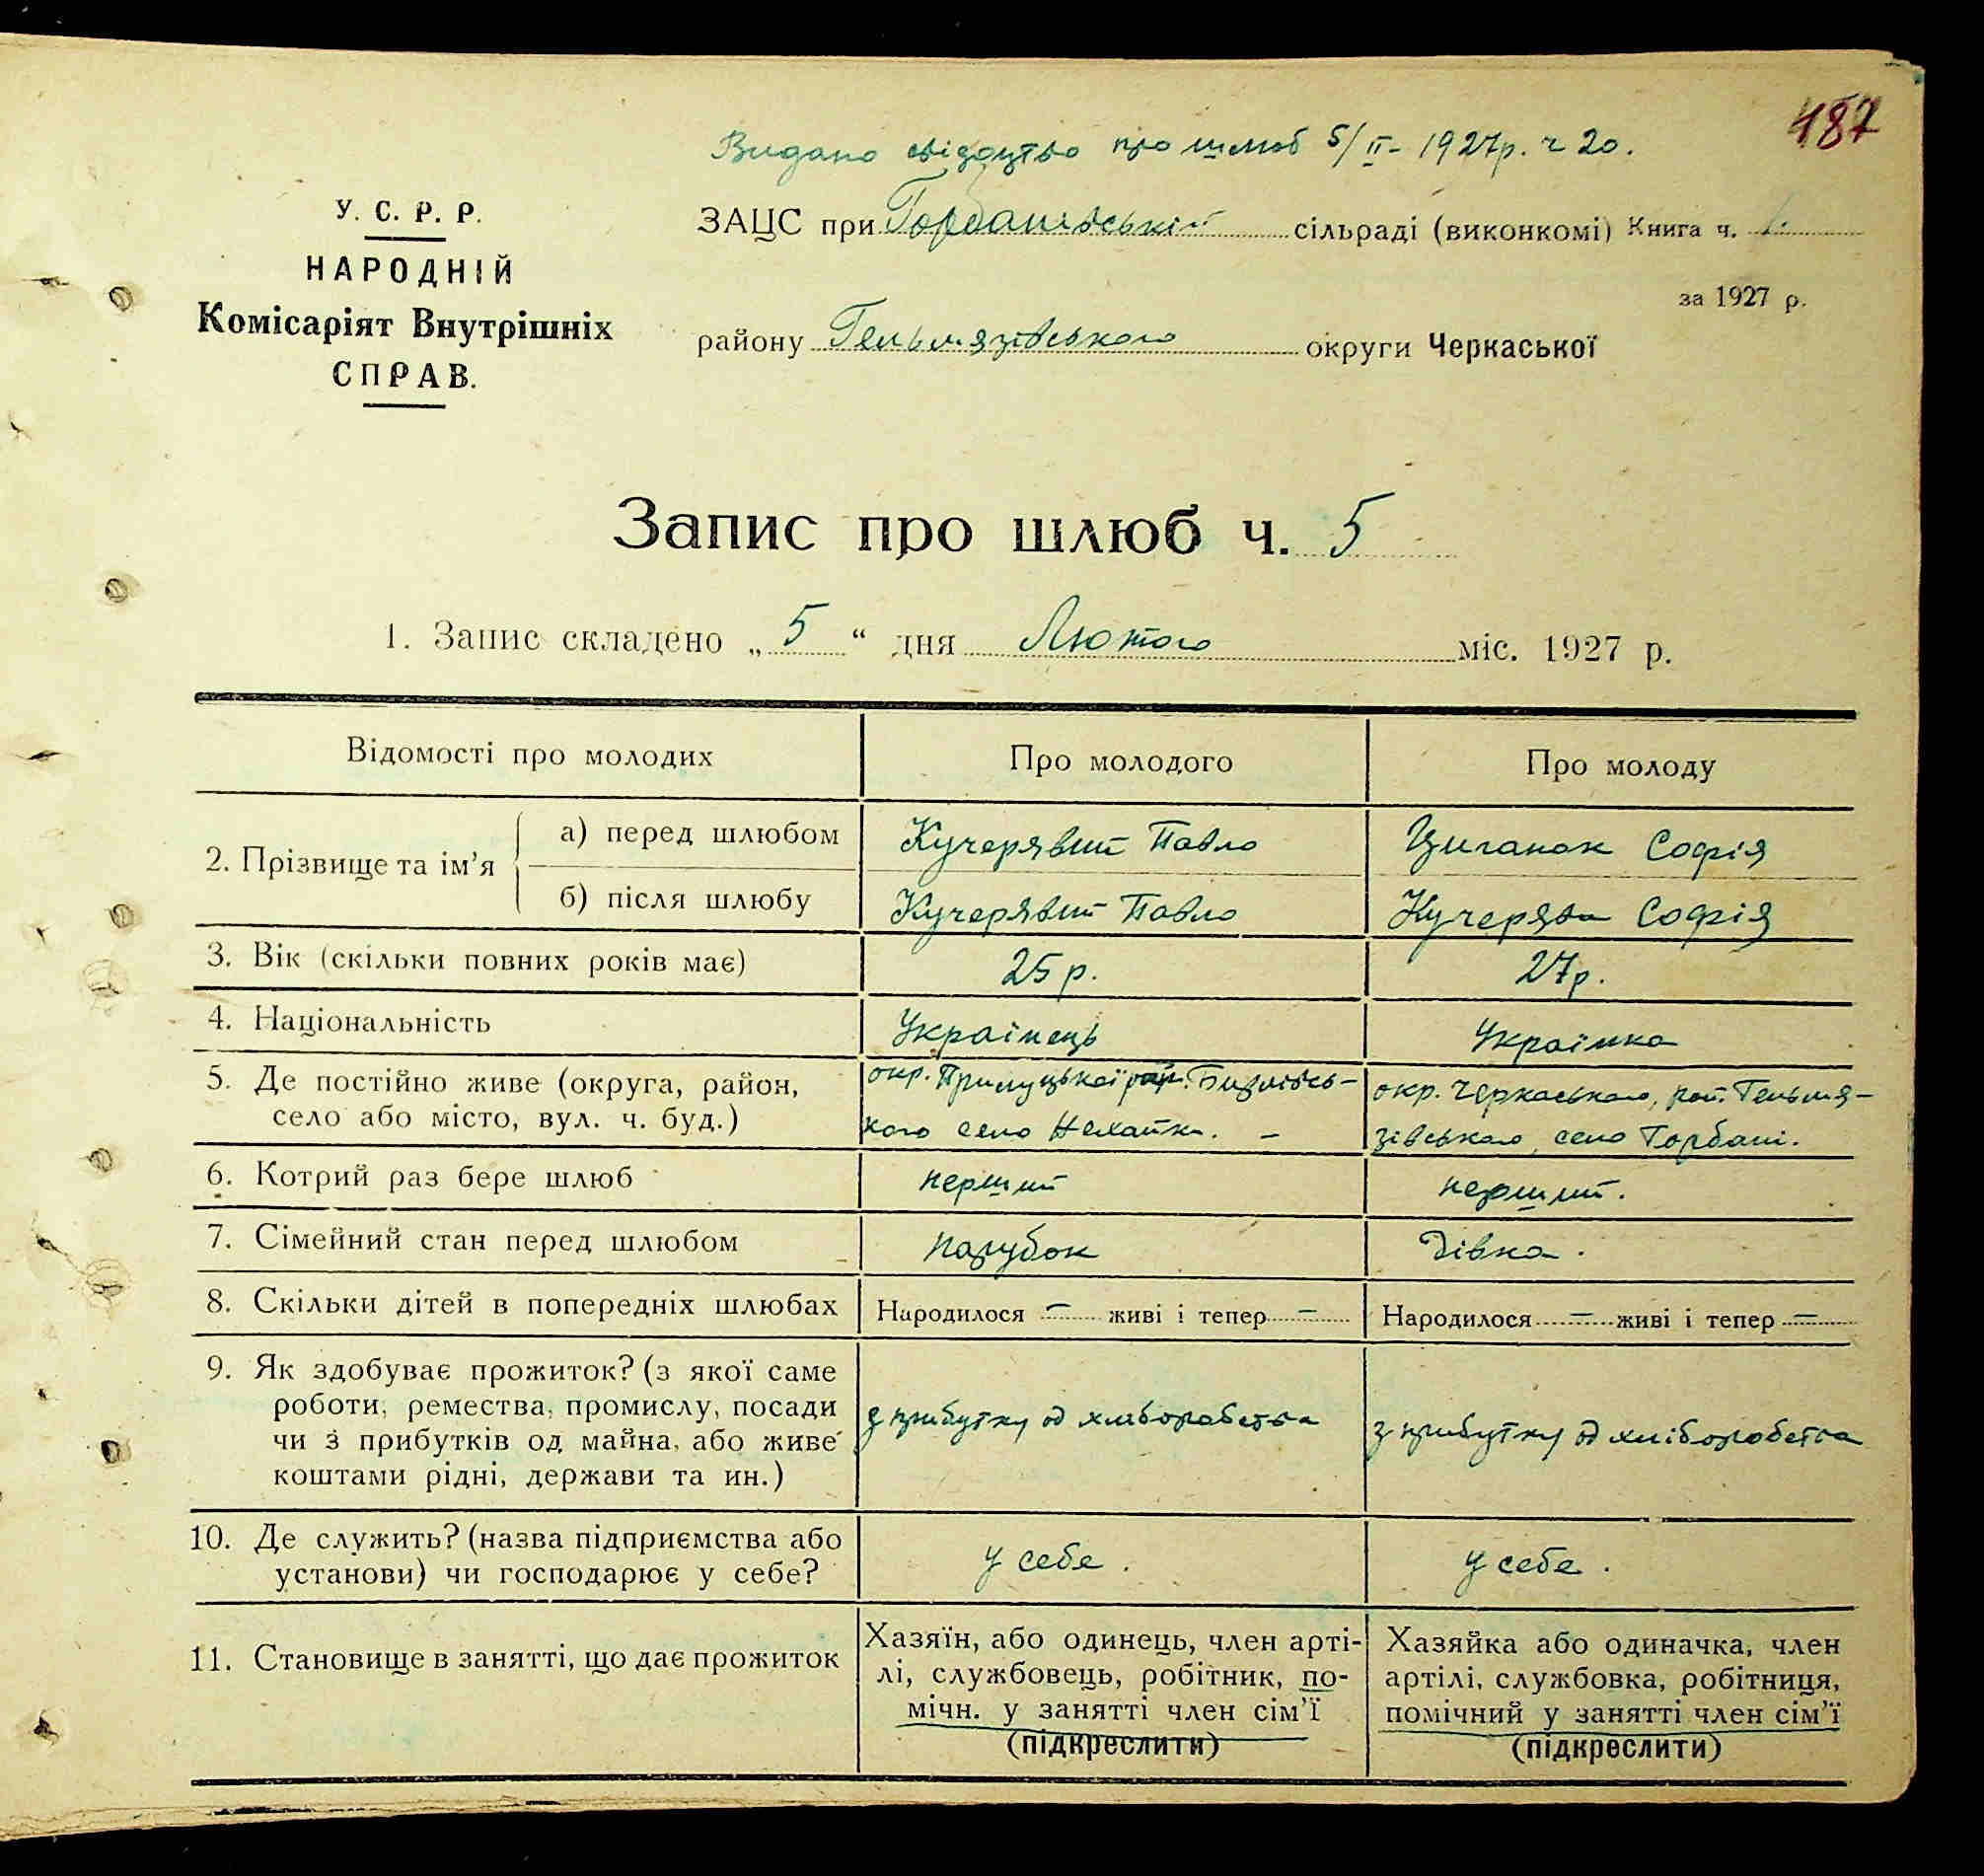 187
Видано свідоцтво про шлюб 5/II- 1927р. ч 20.
У. С. Р. Р.
НАРОДНІЙ
Комісаріят Внутрішніх
СПРАВ.
ЗАЦС при Горбанівській сільраді (виконкомі) Книга ч. 1.
за 1927 р.
району Гельмязівського округи Черкаської
Запис про шлюб ч. 5
1. Запис складено „ 5 “ дня Лютого міс. 1927 р.
Відомості про молодих Про молодого Про молоду
2. Прізвище та ім’я
а) перед шлюбом Кучерявий Павло Циганок Софія
б) після шлюбу Кучерявий Павло Кучерява Софія
3. Вік (скільки повних років має) 25 р. 27р.
4. Національність Українець Українка
5. Де постійно живе (округа, район, окр. Прилуцької рай. окр. Черкаського, рай. Гельмя-
село або місто, вул. ч. буд.) кого село Нехайки. - зівського, село Горбані.
6. Котрий раз бере шлюб перший перший.
7. Сімейний стан перед шлюбом парубок Дівка.
8. Скільки дітей в попередніх шлюбах Народилося – живі і тепер – Народилося – живі і тепер –
9. Як здобуває прожиток? (з якої саме
роботи, ремества, промислу, посади
чи з прибутків од майна, або живе
коштами рідні, держави та ин.)
з прибутку од хліборобства
з прибутку од хліборобства
10. Де служить? (назва підприємства або
установи) чи господарює у себе?
у себе.
у себе.
11. Становище в занятті, що дає прожиток
Хазяїн, або одинець, член арті-
лі, службовець, робітник, по-
мічн. у занятті член сім’ї
(підкреслити)
Хазяйка або одиначка, член
артілі, службовка, робітниця,
помічний у занятті член сім’ї
(підкреслити)